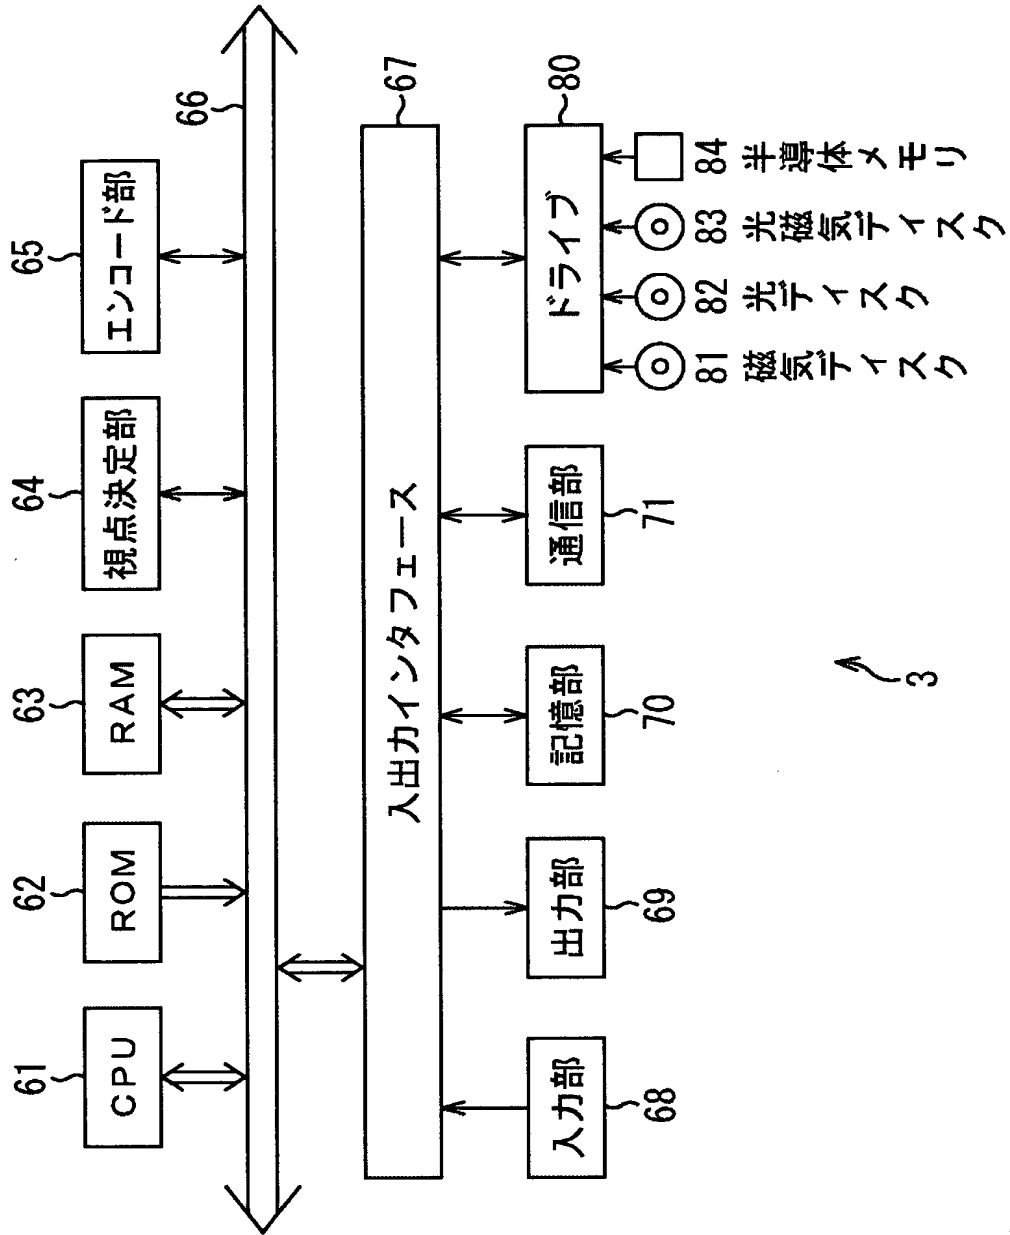 61
CPU
62
ROM
63
RAM
64
視点決定部
65
エンコード部
66
入出力インタフェース
67
入力部
68
出力部
69
記憶部
70
通信部
71
ドライブ
80
81 磁気ディスク
82 光ディスク
83 光磁気ディスク
84 半導体メモリ
3